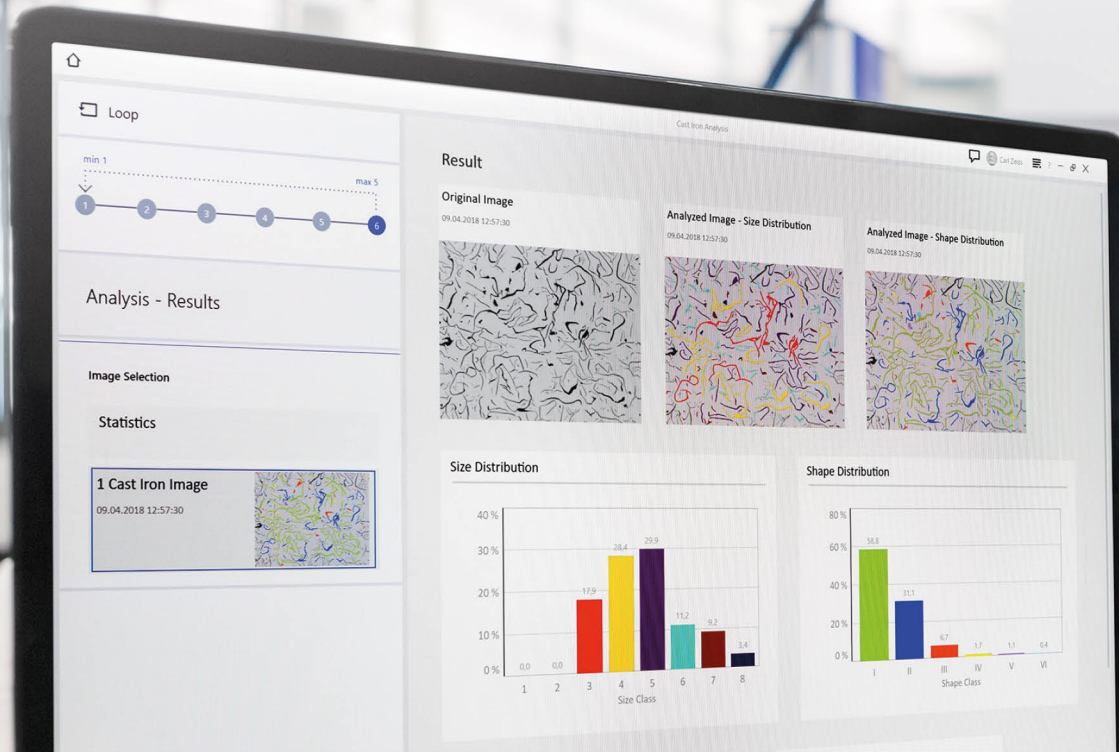 Loop
min 1
max 5
1 2 3 4 5 6
Analysis - Results
Image Selection
Statistics
1 Cast Iron Image
09.04.2018 12:57:30
Cast Iron Analysis
Carl Zeiss
?
Result
Original Image
09.04.2018 12:57:30
Analyzed Image - Size Distribution
09.04.2018 12:57:30
Analyzed Image - Shape Distribution
09.04.2018 12:57:30
Size Distribution
40 %
30 %
20 %
10 %
0 %
0,0 0,0 17,9 28,4 29,9 11,2 9,2 3,4
1 2 3 4 5 6 7 8
Size Class
Shape Distribution
80 %
60 %
40 %
20 %
0 %
58,8 31,1 6,7 1,7 1,1 0,4
I II III IV V VI
Shape Class